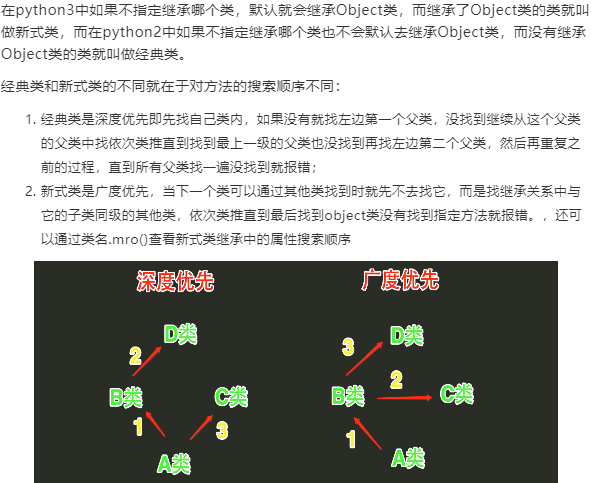 在python3中如果不指定继承哪个类，默认就会继承Object类，而继承了Object类的类就叫
做新式类，而在python2中如果不指定继承哪个类也不会默认去继承Object类，而没有继承
Object类的类就叫做经典类。
经典类和新式类的不同就在于对方法的搜索顺序不同：
1. 经典类是深度优先即先找自己类内，如果没有就找左边第一个父类，没找到继续从这个父类
的父类中找依次类推直到找到最上一级的父类也没找到再找左边第二个父类，然后再重复之
前的过程，直到所有父类找一遍没找到就报错；
2. 新式类是广度优先，当下一个类可以通过其他类找到时就先不去找它，而是找继承关系中与
它的子类同级的其他类，依次类推直到最后找到object类没有找到指定方法就报错。，还可
以通过类名.mro()查看新式类继承中的属性搜索顺序
深度优先
广度优先
D类
2
B类
C类
1
3
A类
D类
3
2
B类
C类
1
A类